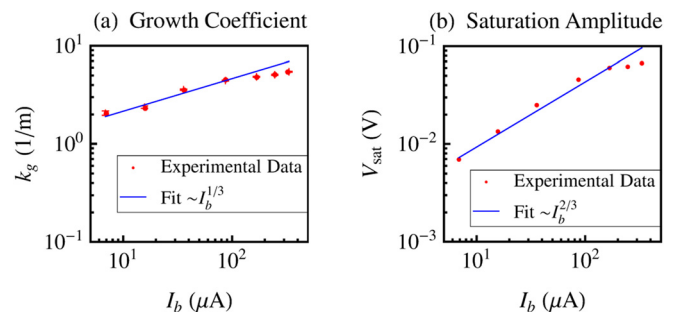 (a) Growth Coefficient
10¹
10⁰
10⁻¹
k_g (1/m)
Experimental Data
Fit ~I_b^{1/3}
10¹
10²
I_b (μA)
(b) Saturation Amplitude
10⁻¹
10⁻²
10⁻³
V_sat (V)
Experimental Data
Fit ~I_b^{2/3}
10¹
10²
I_b (μA)